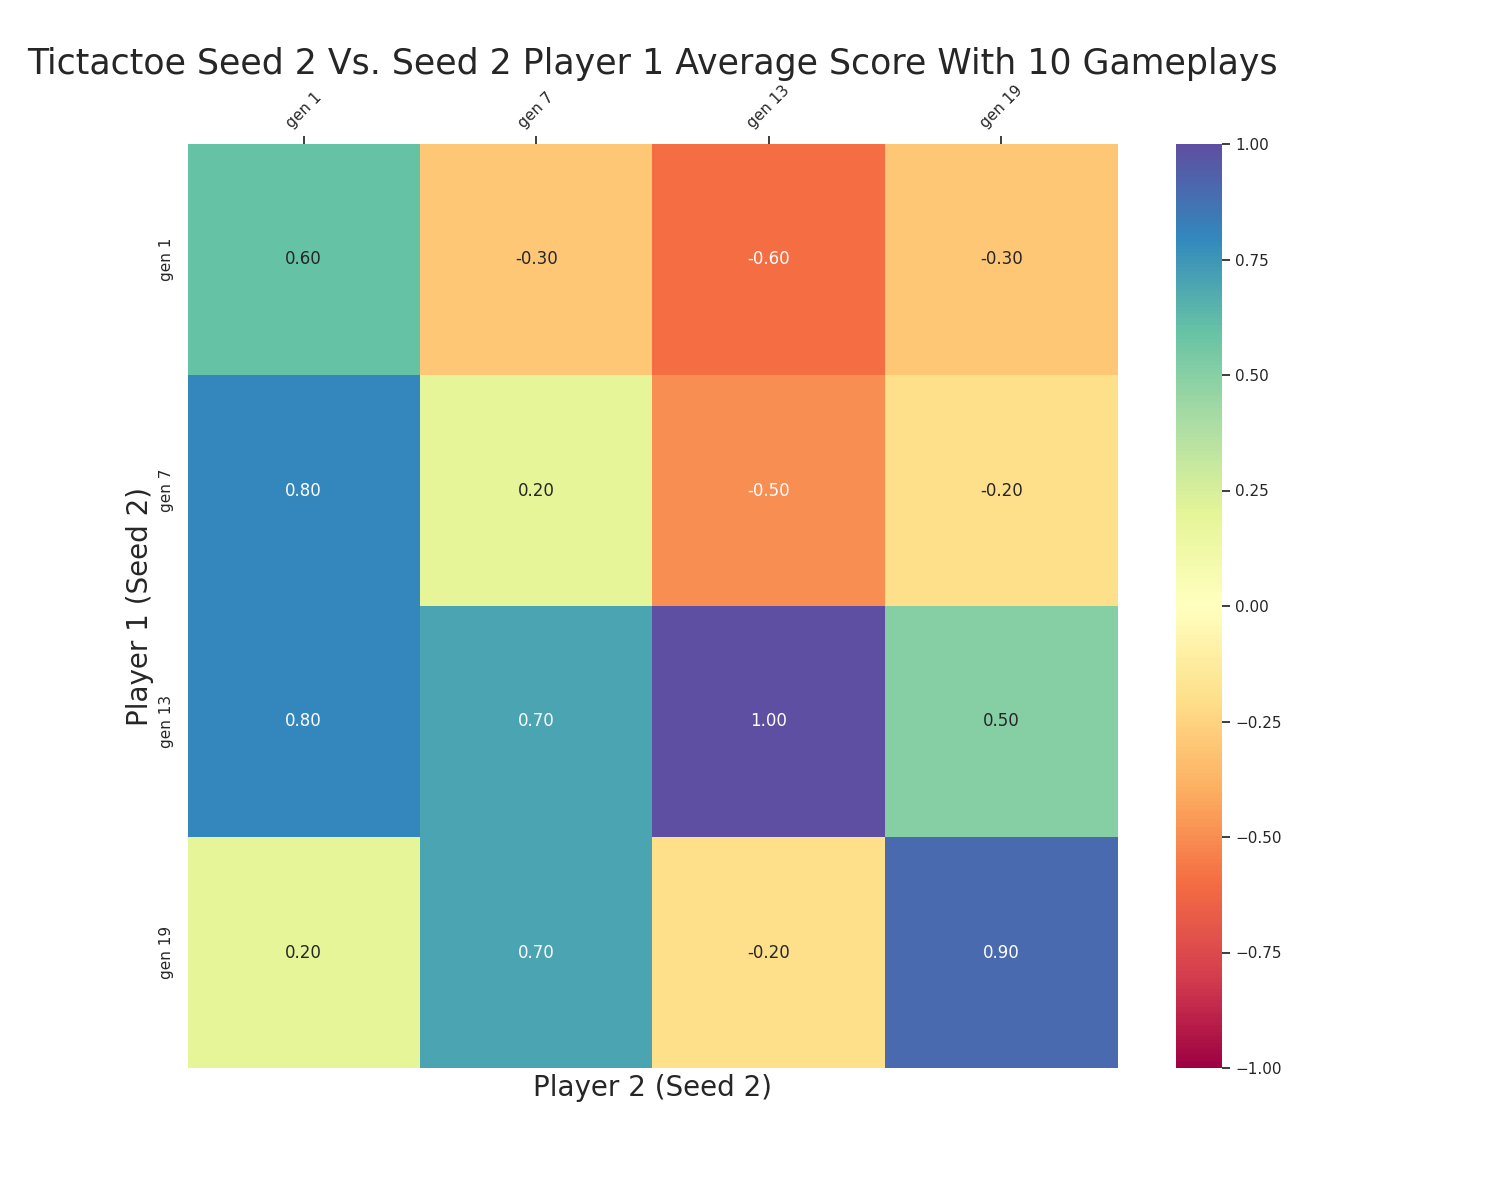 Tictactoe Seed 2 Vs. Seed 2 Player 1 Average Score With 10 Gameplays
gen 1 gen 7 gen 13 gen 19
gen 1 0.60 -0.30 -0.60 -0.30
gen 7 0.80 0.20 -0.50 -0.20
gen 13 0.80 0.70 1.00 0.50
gen 19 0.20 0.70 -0.20 0.90
Player 1 (Seed 2)
Player 2 (Seed 2)
1.00
0.75
0.50
0.25
0.00
−0.25
−0.50
−0.75
−1.00